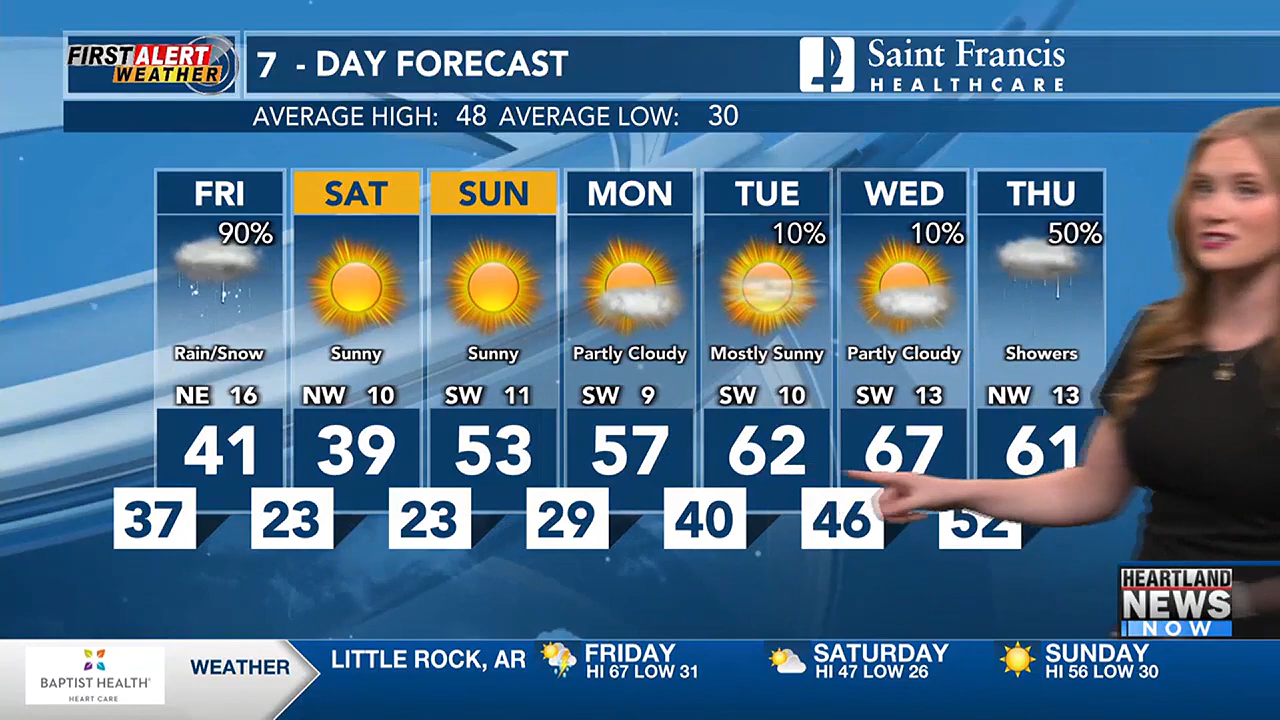 FIRST ALERT
WEATHER
7 - DAY FORECAST
Saint Francis
HEALTHCARE
AVERAGE HIGH: 48 AVERAGE LOW: 30
FRI SAT SUN MON TUE WED THU
90% 10% 10% 50%
Rain/Snow Sunny Sunny Partly Cloudy Mostly Sunny Partly Cloudy Showers
NE 16 NW 10 SW 11 SW 9 SW 10 SW 13 NW 13
41 39 53 57 62 67 61
37 23 23 29 40 46 52
HEARTLAND
NEWS
NOW
BAPTIST HEALTH
HEART CARE
WEATHER
LITTLE ROCK, AR
FRIDAY
HI 67 LOW 31
SATURDAY
HI 47 LOW 26
SUNDAY
HI 56 LOW 30